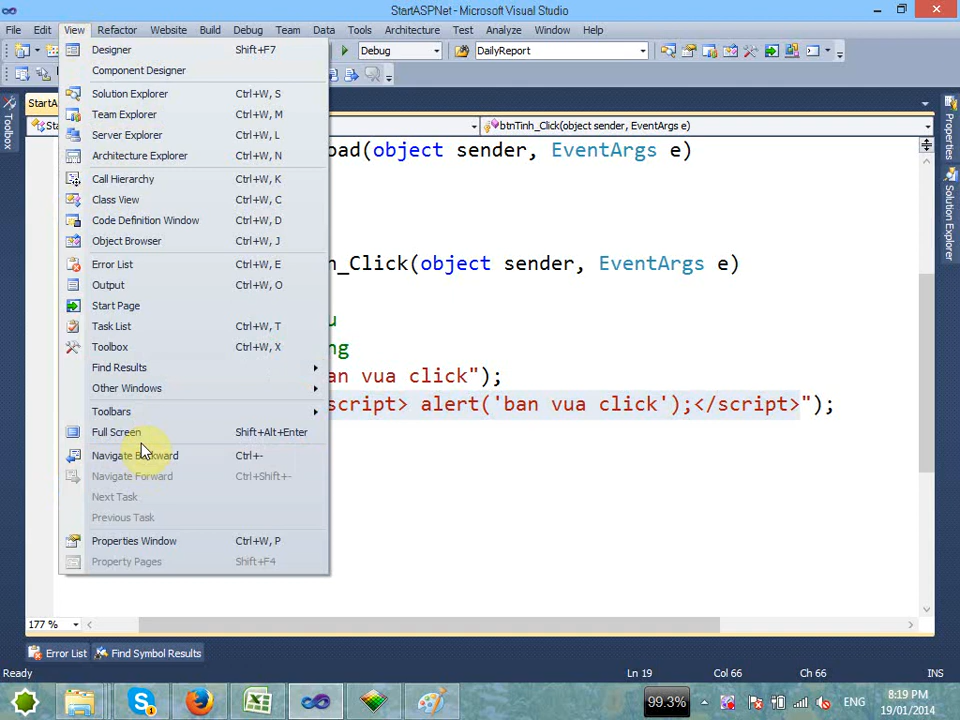 StartASPNet - Microsoft Visual Studio
File Edit View Refactor Website Build Debug Team Data Tools Architecture Test Analyze Window Help
Debug DailyReport
StartA
btnTinh_Click(object sender, EventArgs e)
Toolbox
Properties
Solution Explorer
Designer Shift+F7
Component Designer
Solution Explorer Ctrl+W, S
Team Explorer Ctrl+W, M
Server Explorer Ctrl+W, L
Architecture Explorer Ctrl+W, N
Call Hierarchy Ctrl+W, K
Class View Ctrl+W, C
Code Definition Window Ctrl+W, D
Object Browser Ctrl+W, J
Error List Ctrl+W, E
Output Ctrl+W, O
Start Page
Task List Ctrl+W, T
Toolbox Ctrl+W, X
Find Results
Other Windows
Toolbars
Full Screen Shift+Alt+Enter
Navigate Backward Ctrl+-
Navigate Forward Ctrl+Shift+-
Next Task
Previous Task
Properties Window Ctrl+W, P
Property Pages Shift+F4
oad(object sender, EventArgs e)
h_Click(object sender, EventArgs e)
u
ng
an vua click");
script> alert('ban vua click');</script>");
177 %
Error List Find Symbol Results
Ready Ln 19 Col 66 Ch 66 INS
99.3% ENG 8:19 PM
19/01/2014